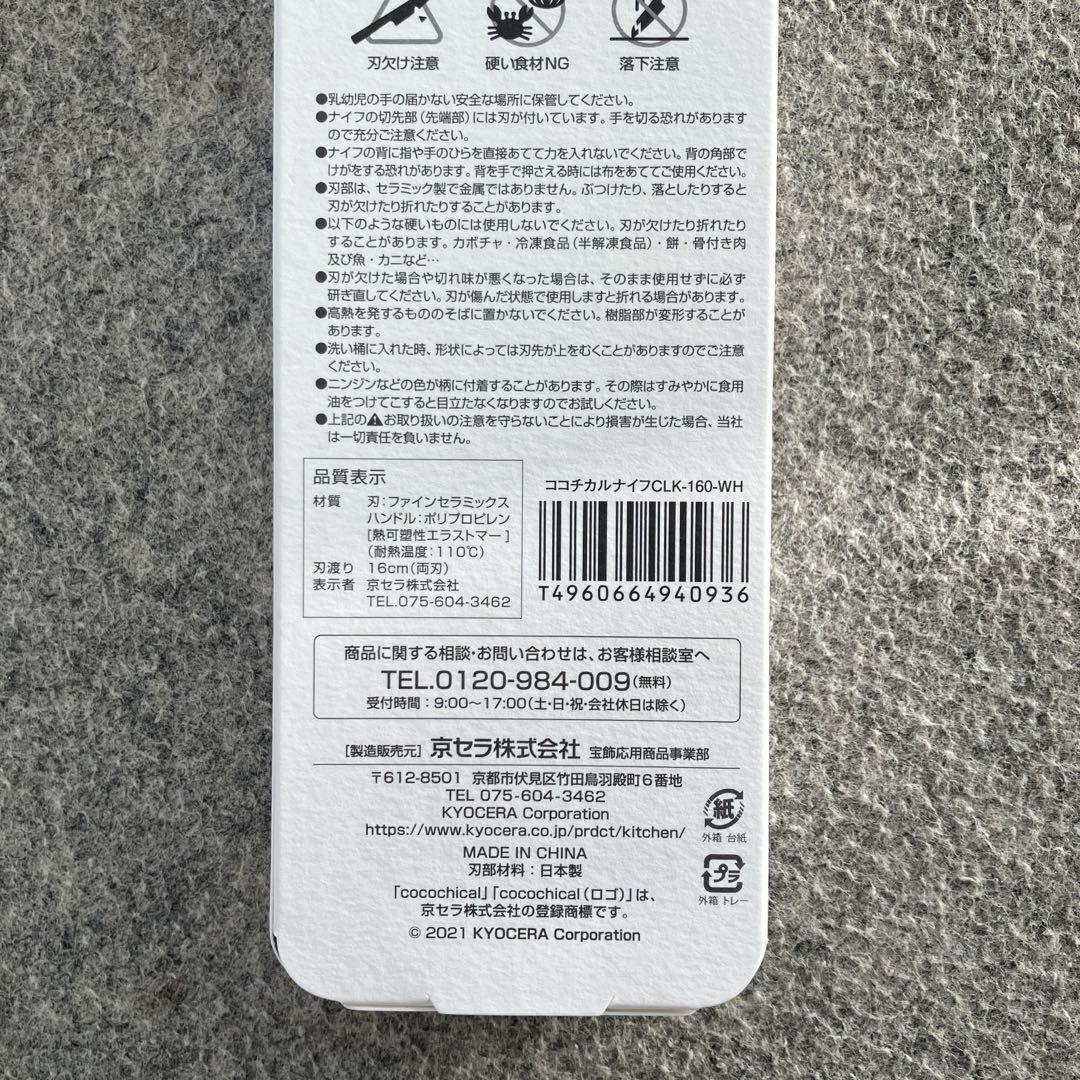 刃欠け注意 硬い食材NG 落下注意
●乳幼児の手の届かない安全な場所に保管してください。
●ナイフの切先部(先端部)には刃が付いています。手を切る恐れがあります
ので充分ご注意ください。
●ナイフの背に指や手のひらを直接あてて力を入れないでください。背の角部で
けがをする恐れがあります。背を手で押さえる時には布をあててご使用ください。
●刃部は、セラミック製で金属ではありません。ぶつけたり、落としたりすると
刃が欠けたり折れたりすることがあります。
●以下のような硬いものには使用しないでください。刃が欠けたり折れたり
することがあります。カボチャ・冷凍食品(半解凍食品)・餅・骨付き肉
及び魚・カニなど…
●刃が欠けた場合や切れ味が悪くなった場合は、そのまま使用せずに必ず
研ぎ直してください。刃が傷んだ状態で使用しますと折れる場合があります。
●高熱を発するもののそばに置かないでください。樹脂部が変形することが
あります。
●洗い桶に入れた時、形状によっては刃先が上をむくことがありますのでご注意
ください。
●ニンジンなどの色が柄に付着することがあります。その際はすみやかに食用
油をつけてこすると目立たなくなりますのでお試しください。
●上記の⚠お取り扱いの注意を守らないことにより損害が生じた場合、当社
は一切責任を負いません。
品質表示
材質 刃:ファインセラミックス
ハンドル:ポリプロピレン
[熱可塑性エラストマー]
(耐熱温度:110℃)
刃渡り 16cm(両刃)
表示者 京セラ株式会社
TEL.075-604-3462
ココチカルナイフCLK-160-WH
T4960664940936
商品に関する相談・お問い合わせは、お客様相談室へ
TEL.0120-984-009(無料)
受付時間:9:00~17:00(土・日・祝・会社休日は除く)
[製造販売元] 京セラ株式会社 宝飾応用商品事業部
〒612-8501 京都市伏見区竹田鳥羽殿町6番地
TEL 075-604-3462
KYOCERA Corporation
https://www.kyocera.co.jp/prdct/kitchen/
MADE IN CHINA
刃部材料:日本製
「cocochical」「cocochical(ロゴ)」は、
京セラ株式会社の登録商標です。
© 2021 KYOCERA Corporation
紙
外箱 台紙
プラ
外箱 トレー